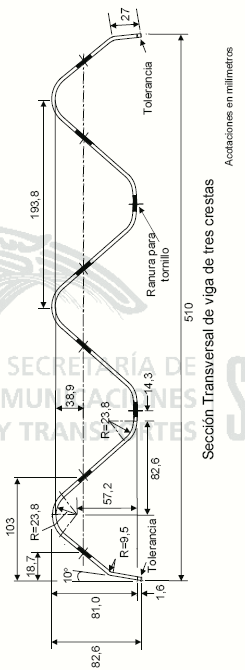 27
Tolerancia
193,8
Ranura para
tornillo
510
Acotaciones en milímetros
SECRETARÍA DE
MUNICACIONES
Y TRANSPORTES
S
38,9
14,3
R=23,8
82,6
57,2
103
R=23,8
18,7
10°
R=9,5
Tolerancia
81,0
1,6
82,6
Sección Transversal de viga de tres crestas